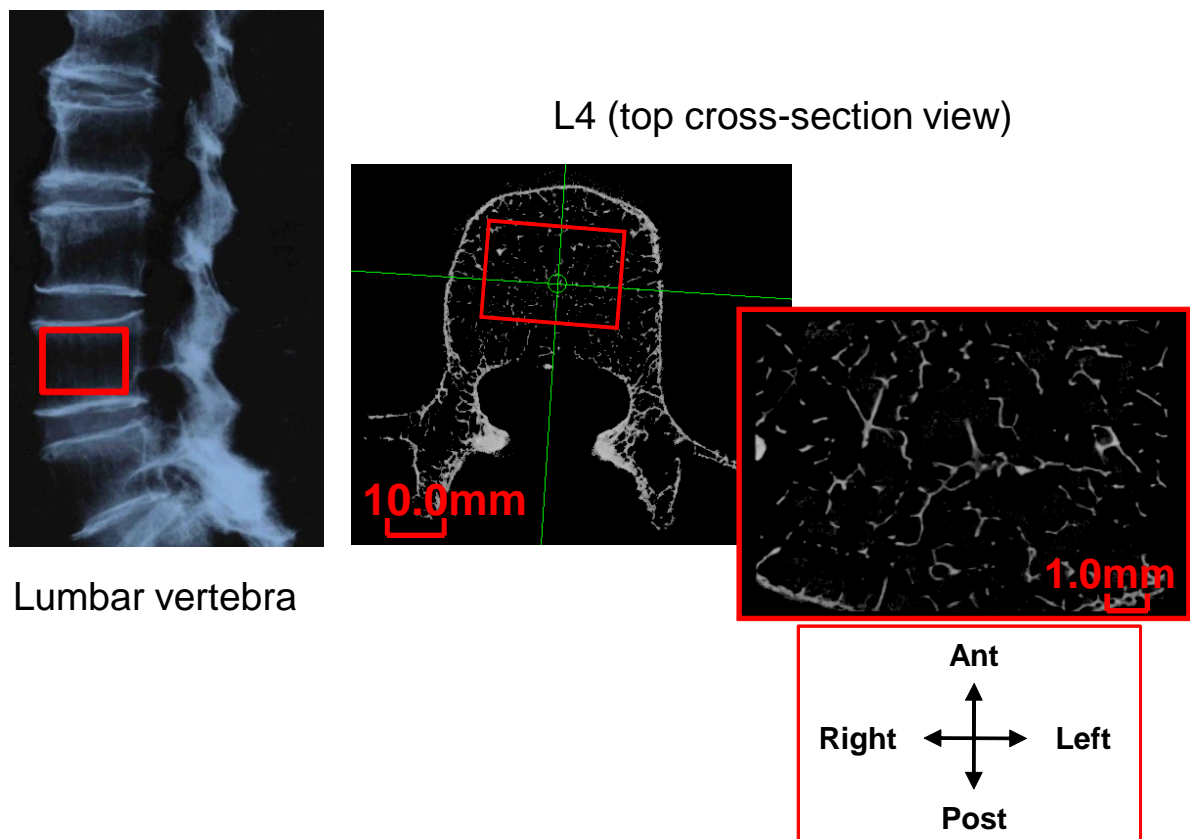 L4 (top cross-section view)
10.0mm
1.0mm
Lumbar vertebra
Ant
Right
Left
Post